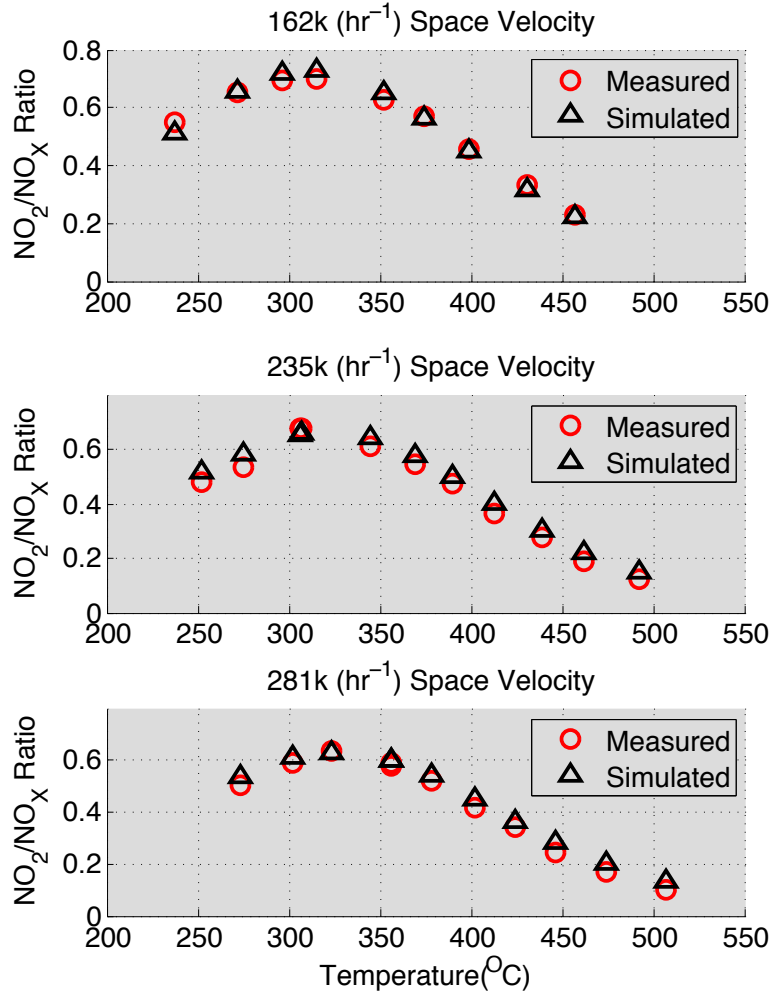 162k (hr⁻¹) Space Velocity
NO₂/NOₓ Ratio
0.8
0.6
0.4
0.2
0
Measured
Simulated
200 250 300 350 400 450 500 550
235k (hr⁻¹) Space Velocity
NO₂/NOₓ Ratio
0.6
0.4
0.2
0
Measured
Simulated
200 250 300 350 400 450 500 550
281k (hr⁻¹) Space Velocity
NO₂/NOₓ Ratio
0.6
0.4
0.2
0
Measured
Simulated
200 250 300 350 400 450 500 550
Temperature(ᴼC)